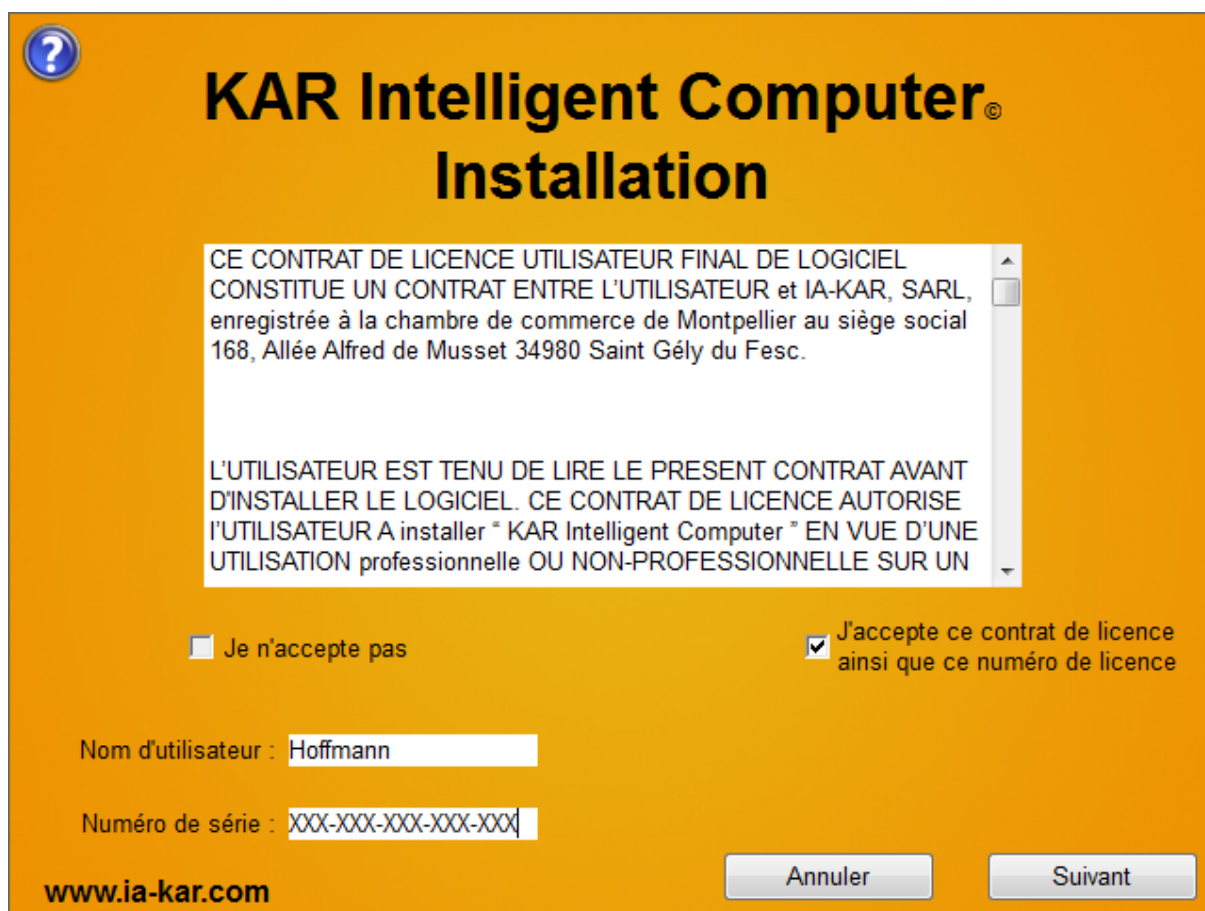 ?
KAR Intelligent Computer©
Installation
CE CONTRAT DE LICENCE UTILISATEUR FINAL DE LOGICIEL
CONSTITUE UN CONTRAT ENTRE L'UTILISATEUR et IA-KAR, SARL,
enregistrée à la chambre de commerce de Montpellier au siège social
168, Allée Alfred de Musset 34980 Saint Gély du Fesc.
L'UTILISATEUR EST TENU DE LIRE LE PRESENT CONTRAT AVANT
D'INSTALLER LE LOGICIEL. CE CONTRAT DE LICENCE AUTORISE
l'UTILISATEUR A installer “ KAR Intelligent Computer ” EN VUE D'UNE
UTILISATION professionnelle OU NON-PROFESSIONNELLE SUR UN
Je n'accepte pas
J'accepte ce contrat de licence
ainsi que ce numéro de licence
Nom d'utilisateur : Hoffmann
Numéro de série : XXX-XXX-XXX-XXX-XXX
Annuler
Suivant
www.ia-kar.com